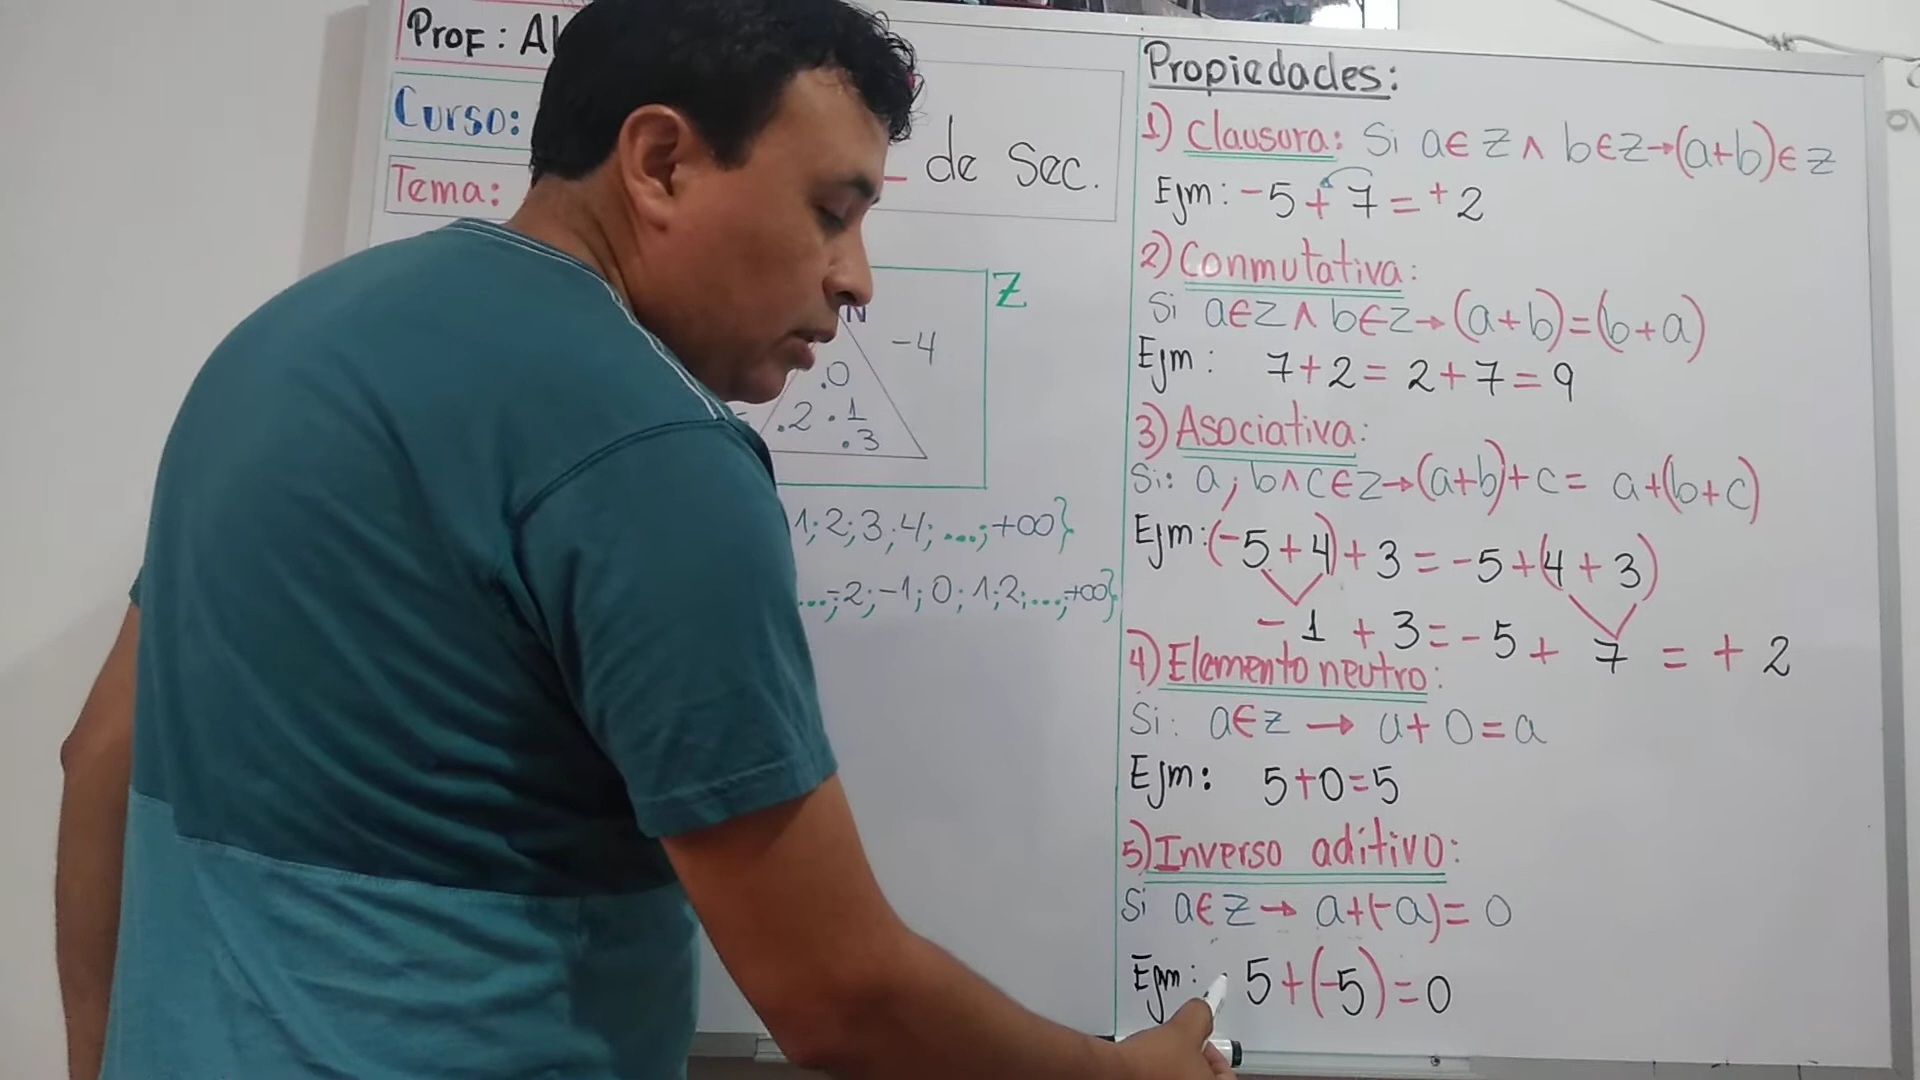 Prof: Al
Curso:
Tema:
de Sec.
Z
N
-4
.0
.2 .1
.3
1; 2; 3; 4; ...; +∞}
...; -2; -1; 0; 1; 2; ...; +∞}
Propiedades:
1) Clausura: Si a∈Z ∧ b∈Z→(a+b)∈Z
Ejm: -5 + 7 = +2
2) Conmutativa:
Si a∈Z ∧ b∈Z→(a+b)=(b+a)
Ejm: 7+2 = 2+7 = 9
3) Asociativa:
Si: a; b∧c∈Z→(a+b)+c = a+(b+c)
Ejm: (-5+4)+3 = -5+(4+3)
-1 + 3 = -5 + 7 = +2
4) Elemento neutro:
Si: a∈Z → a+0=a
Ejm: 5+0=5
5) Inverso aditivo:
Si a∈Z → a+(-a)=0
Ejm: 5+(-5)=0